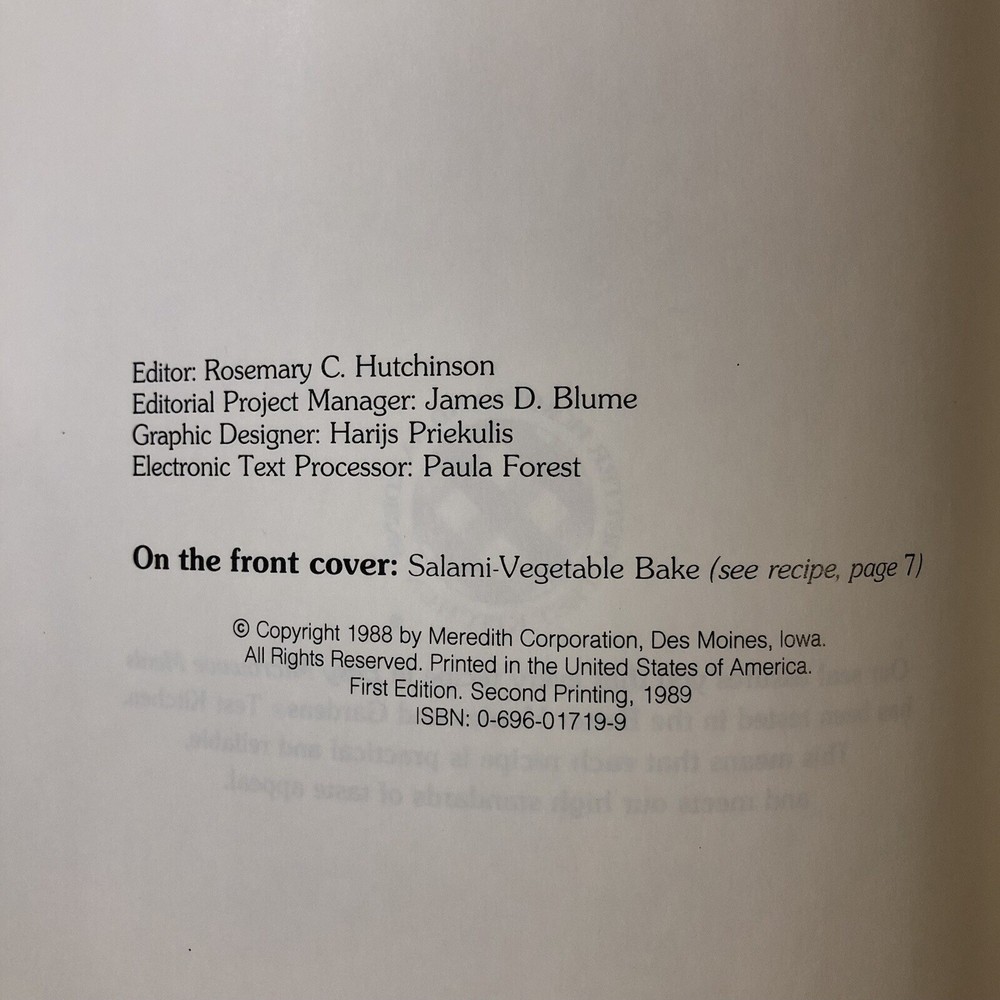 Editor: Rosemary C. Hutchinson
Editorial Project Manager: James D. Blume
Graphic Designer: Harijs Priekulis
Electronic Text Processor: Paula Forest
On the front cover: Salami-Vegetable Bake (see recipe, page 7)
© Copyright 1988 by Meredith Corporation, Des Moines, Iowa.
All Rights Reserved. Printed in the United States of America.
First Edition. Second Printing, 1989
ISBN: 0-696-01719-9